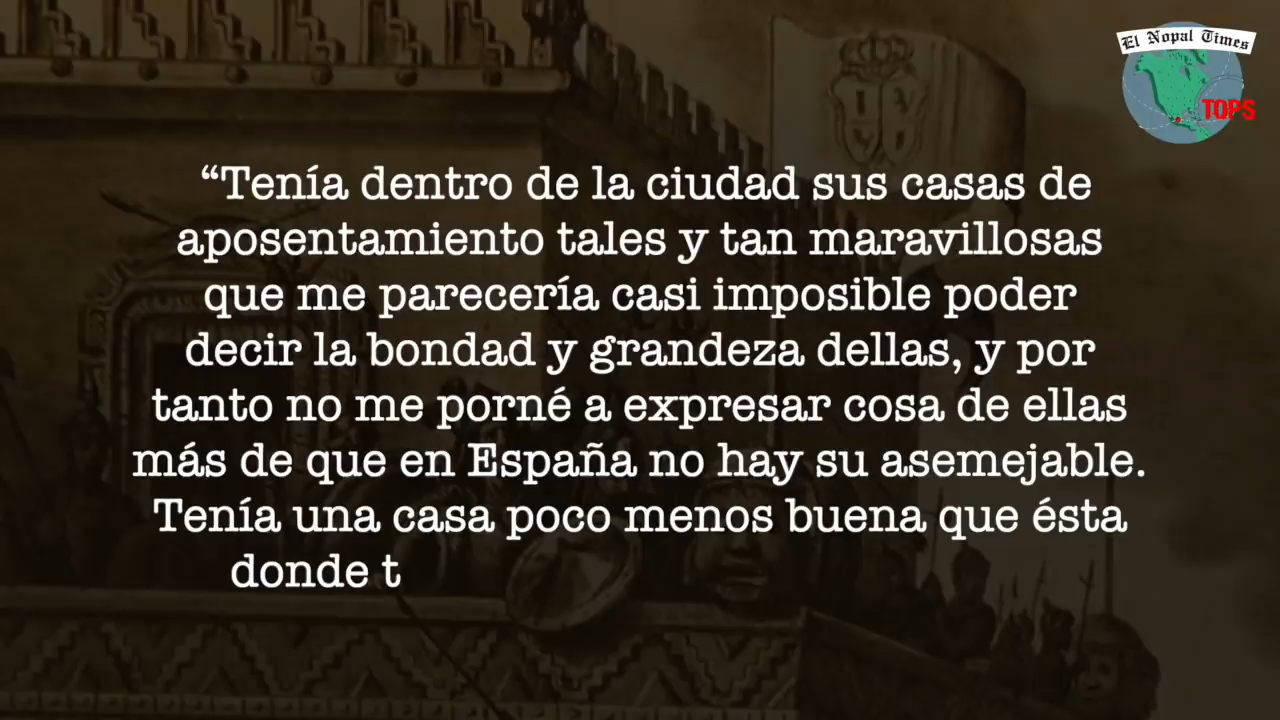 El Nopal Times
TOPS
“Tenía dentro de la ciudad sus casas de
aposentamiento tales y tan maravillosas
que me parecería casi imposible poder
decir la bondad y grandeza dellas, y por
tanto no me porné a expresar cosa de ellas
más de que en España no hay su asemejable.
Tenía una casa poco menos buena que ésta
donde t